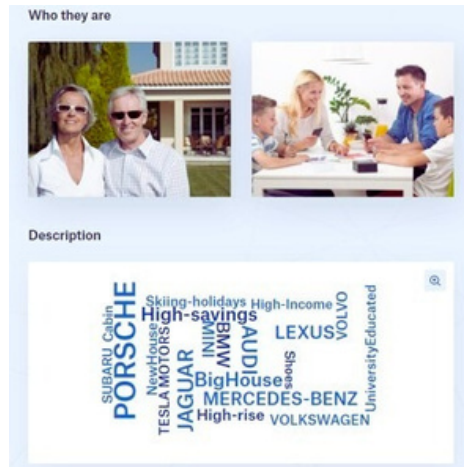 Who they are
Description
Skiing-holidays
High-Income
High-savings
SUBARU
Cabin
PORSCHE
NewHouse
TESLA MOTORS
JAGUAR
MINI
BMW
AUDI
LEXUS
VOLVO
UniversityEducated
Shoes
BigHouse
MERCEDES-BENZ
High-rise
VOLKSWAGEN